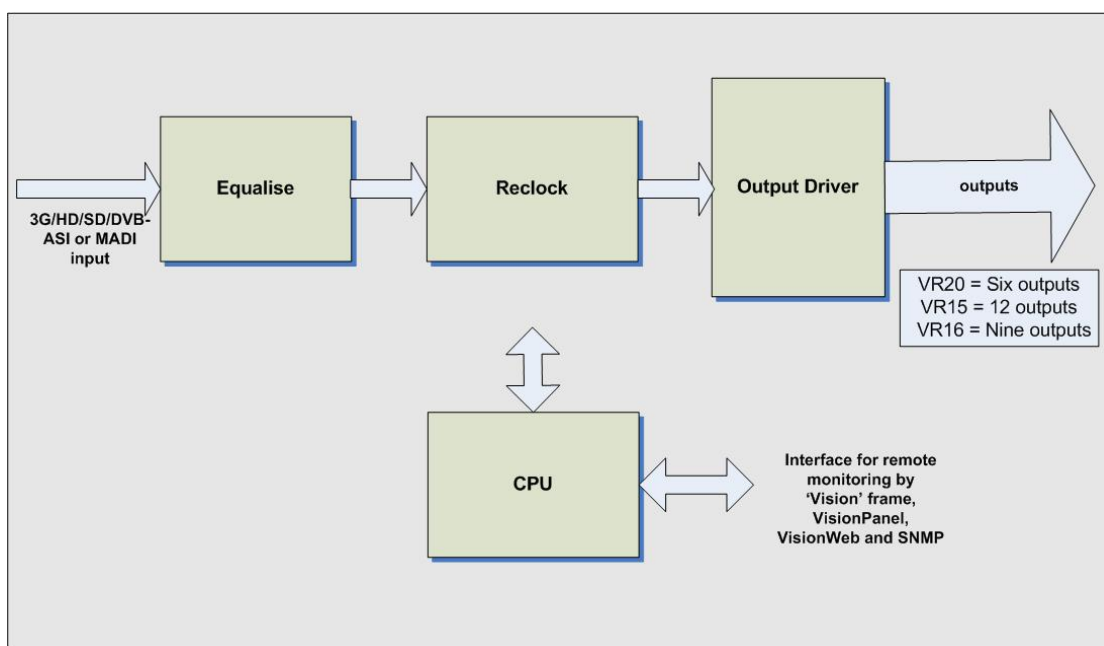 Equalise
Reclock
Output Driver
outputs
3G/HD/SD/DVB-
ASI or MADI
input
VR20 = Six outputs
VR15 = 12 outputs
VR16 = Nine outputs
CPU
Interface for remote
monitoring by
‘Vision’ frame,
VisionPanel,
VisionWeb and SNMP